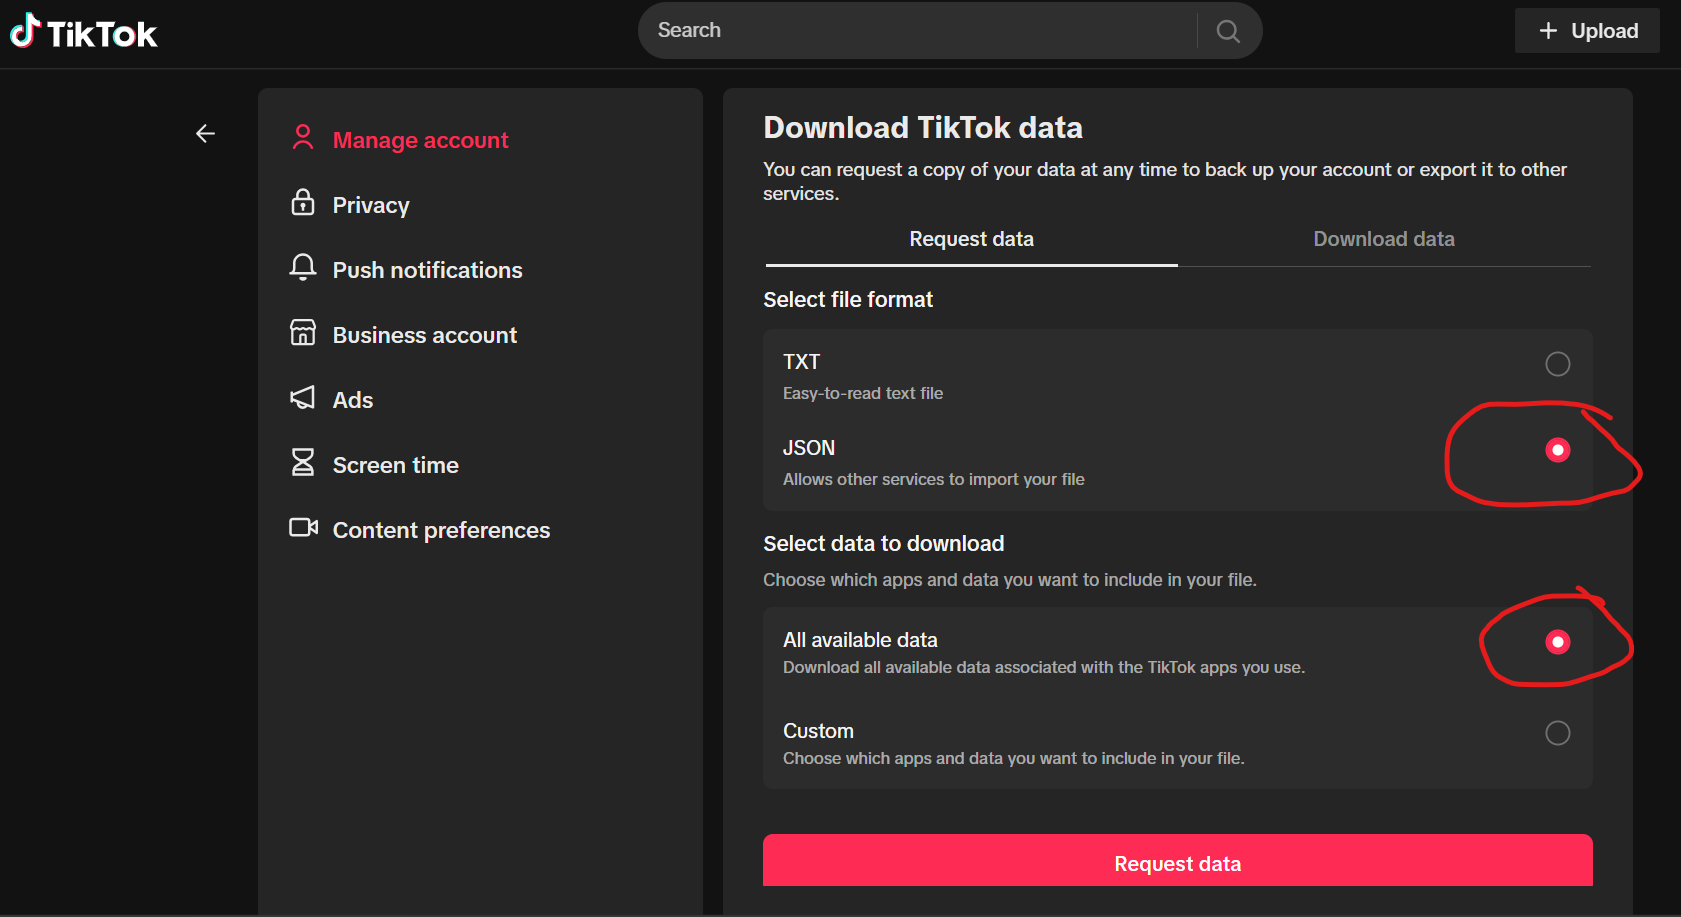 TikTok
Search
Upload
Manage account
Privacy
Push notifications
Business account
Ads
Screen time
Content preferences
Download TikTok data
You can request a copy of your data at any time to back up your account or export it to other
services.
Request data
Download data
Select file format
TXT
Easy-to-read text file
JSON
Allows other services to import your file
Select data to download
Choose which apps and data you want to include in your file.
All available data
Download all available data associated with the TikTok apps you use.
Custom
Choose which apps and data you want to include in your file.
Request data